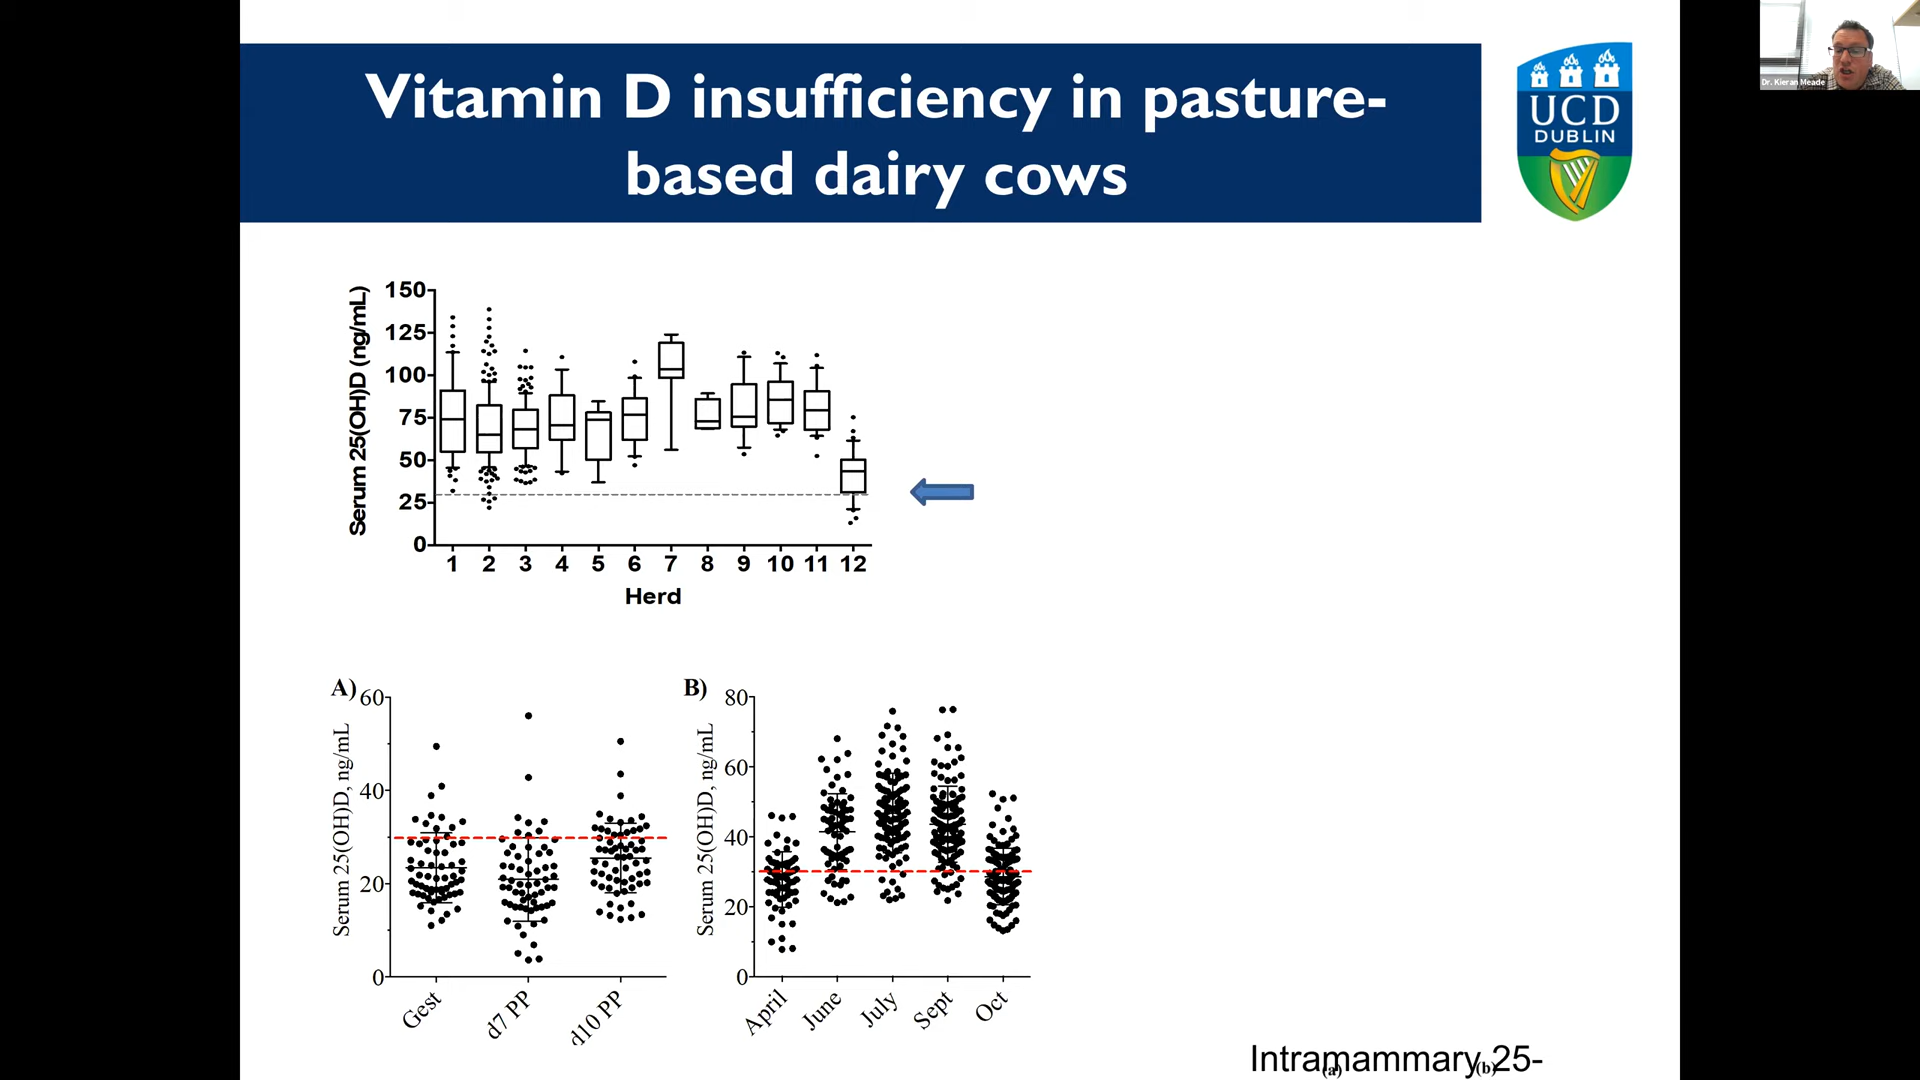 Vitamin D insufficiency in pasture-
based dairy cows
UCD
DUBLIN
Dr. Kieran Meade
Serum 25(OH)D (ng/mL)
150
125
100
75
50
25
0
1 2 3 4 5 6 7 8 9 10 11 12
Herd
A)
Serum 25(OH)D, ng/mL
60
40
20
0
Gest d7 PP d10 PP
B)
Serum 25(OH)D, ng/mL
80
60
40
20
0
April June July Sept Oct
Intramammary 25-
(a) (b)